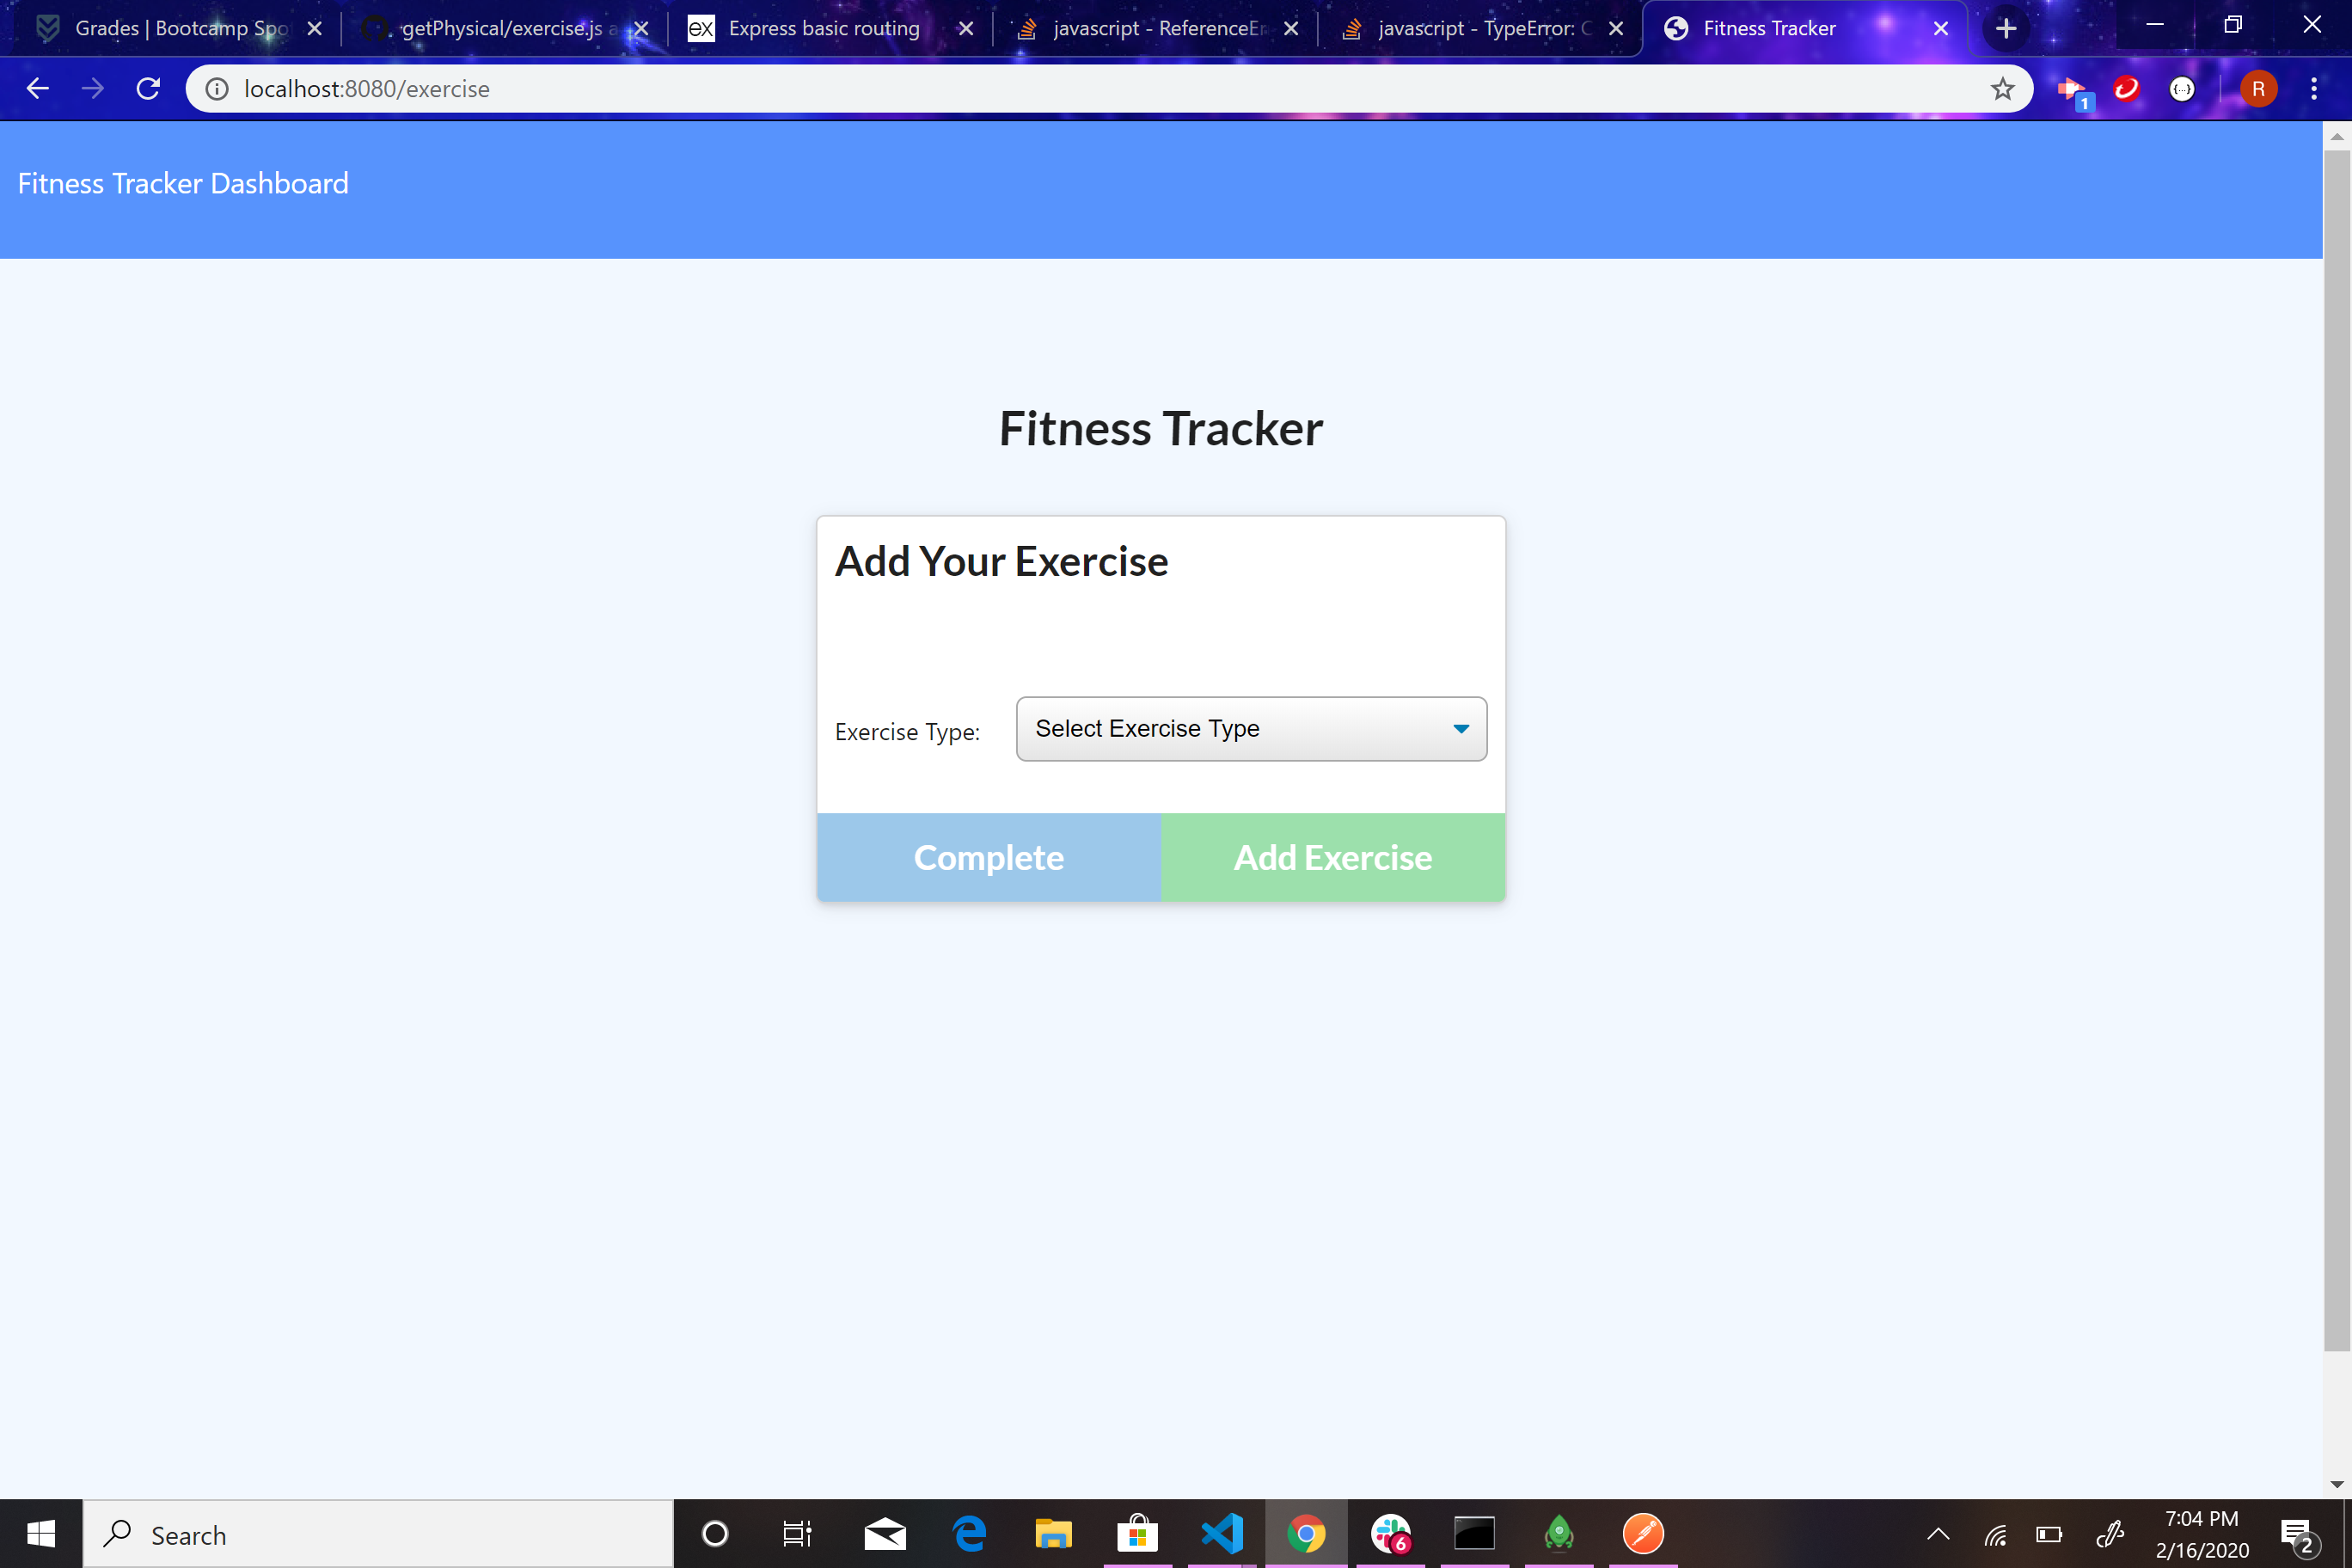 Grades | Bootcamp Spo
getPhysical/exercise.js a
ex Express basic routing
javascript - ReferenceEr
javascript - TypeError: C
Fitness Tracker
localhost:8080/exercise
1
{...}
R
Fitness Tracker Dashboard
Fitness Tracker
Add Your Exercise
Exercise Type:
Select Exercise Type
Complete
Add Exercise
Search
6
7:04 PM
2/16/2020
2